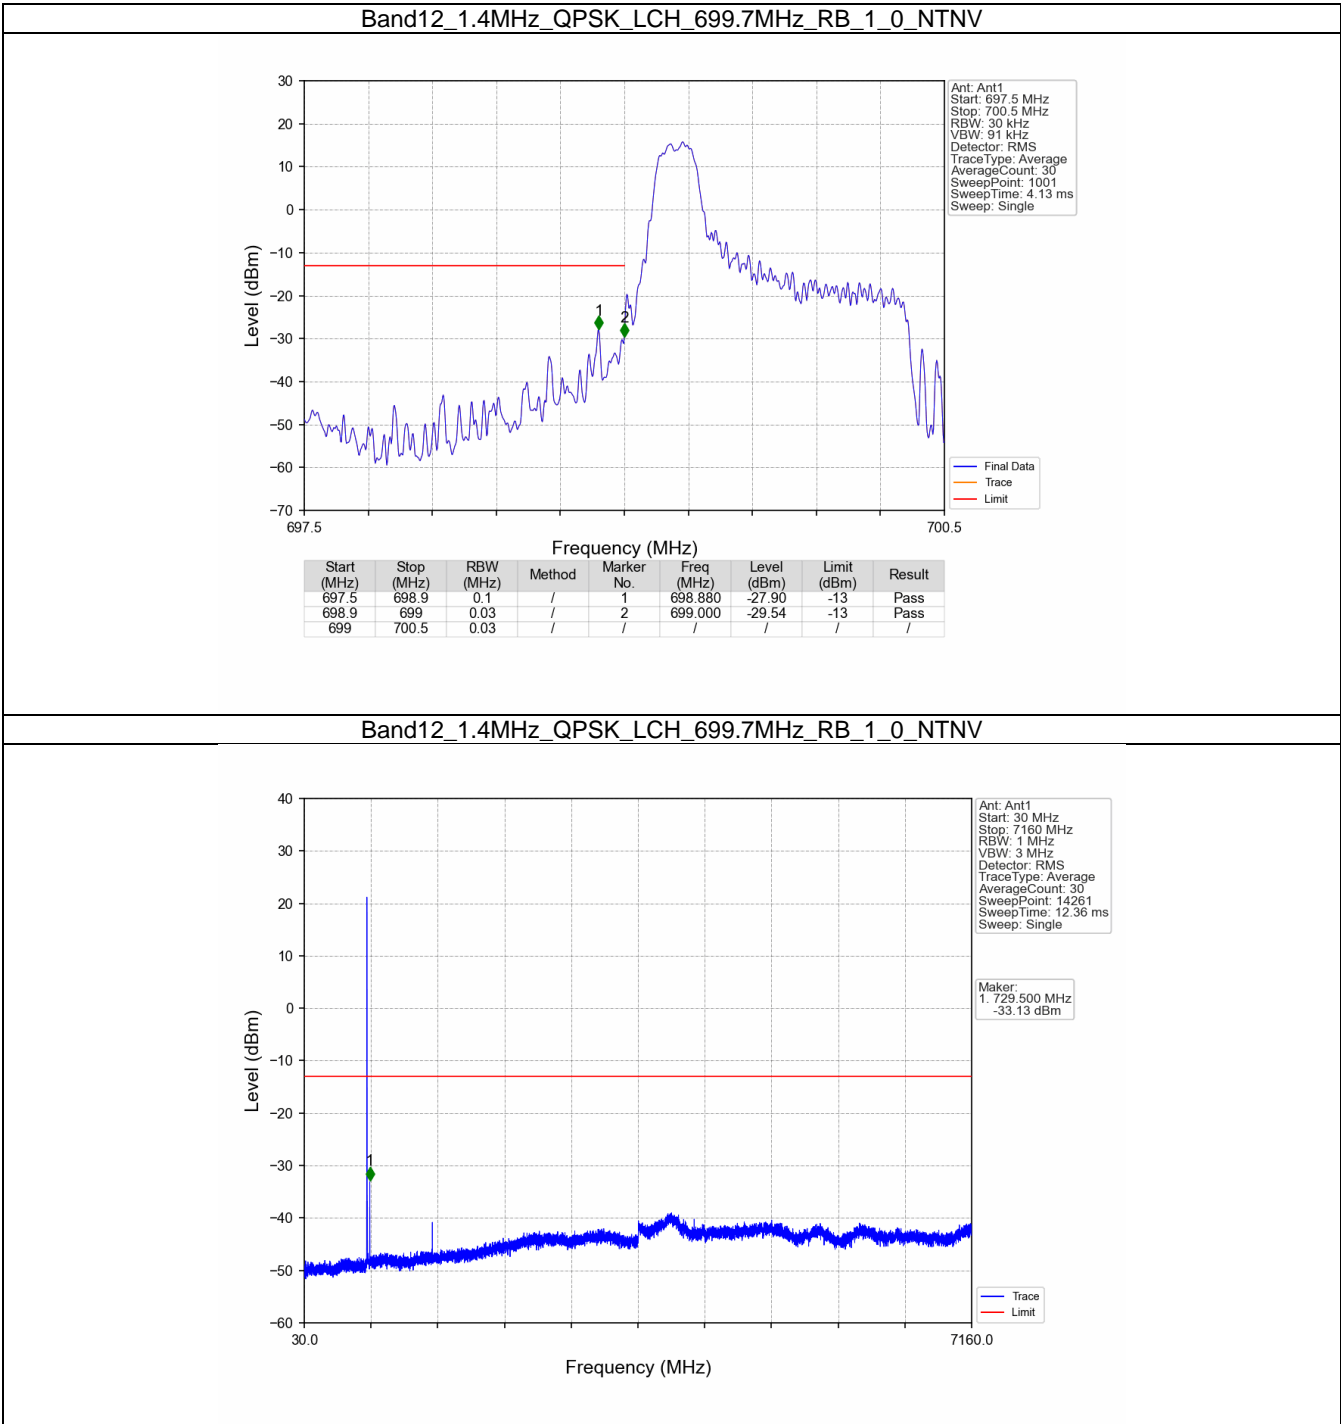 Band12_1.4MHz_QPSK_LCH_699.7MHz_RB_1_0_NTNV
30
20
10
0
−10
−20
−30
−40
−50
−60
−70
Level (dBm)
1
2
697.5
700.5
Frequency (MHz)
Ant: Ant1
Start: 697.5 MHz
Stop: 700.5 MHz
RBW: 30 kHz
VBW: 91 kHz
Detector: RMS
TraceType: Average
AverageCount: 30
SweepPoint: 1001
SweepTime: 4.13 ms
Sweep: Single
Final Data
Trace
Limit
Start (MHz) Stop (MHz) RBW (MHz) Method Marker No. Freq (MHz) Level (dBm) Limit (dBm) Result
697.5 698.9 0.1 / 1 698.880 -27.90 -13 Pass
698.9 699 0.03 / 2 699.000 -29.54 -13 Pass
699 700.5 0.03 / / / / / /
Band12_1.4MHz_QPSK_LCH_699.7MHz_RB_1_0_NTNV
40
30
20
10
0
−10
−20
−30
−40
−50
−60
Level (dBm)
1
30.0
7160.0
Frequency (MHz)
Ant: Ant1
Start: 30 MHz
Stop: 7160 MHz
RBW: 1 MHz
VBW: 3 MHz
Detector: RMS
TraceType: Average
AverageCount: 30
SweepPoint: 14261
SweepTime: 12.36 ms
Sweep: Single
Maker:
1. 729.500 MHz
-33.13 dBm
Trace
Limit